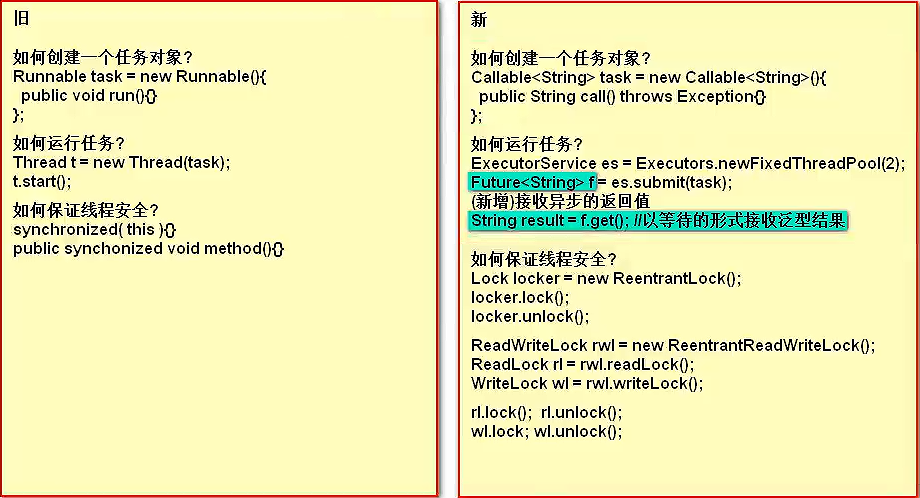 旧
如何创建一个任务对象?
Runnable task = new Runnable(){
public void run(){}
};
如何运行任务?
Thread t = new Thread(task);
t.start();
如何保证线程安全?
synchronized( this ){}
public synchonized void method(){}
新
如何创建一个任务对象?
Callable<String> task = new Callable<String>(){
public String call() throws Exception{}
};
如何运行任务?
ExecutorService es = Executors.newFixedThreadPool(2);
Future<String> f = es.submit(task);
(新增)接收异步的返回值
String result = f.get(); //以等待的形式接收泛型结果
如何保证线程安全?
Lock locker = new ReentrantLock();
locker.lock();
locker.unlock();
ReadWriteLock rwl = new ReentrantReadWriteLock();
ReadLock rl = rwl.readLock();
WriteLock wl = rwl.writeLock();
rl.lock(); rl.unlock();
wl.lock; wl.unlock();